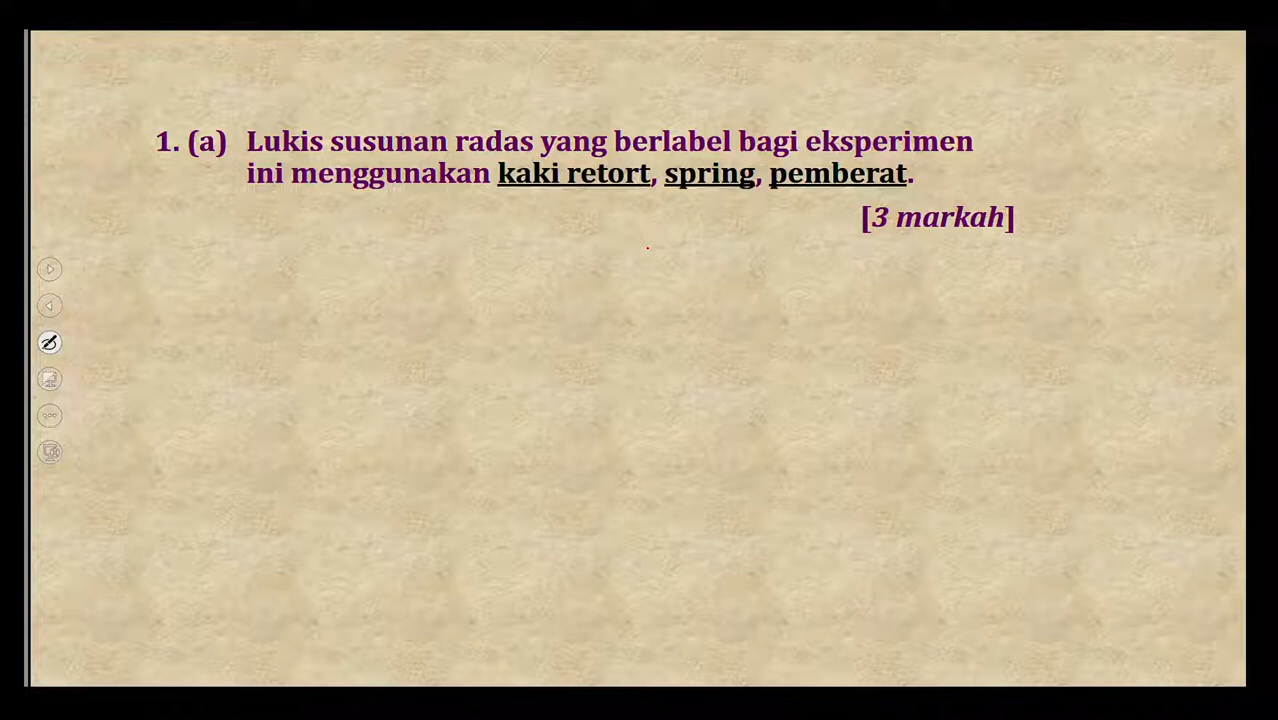 1. (a) Lukis susunan radas yang berlabel bagi eksperimen
ini menggunakan kaki retort, spring, pemberat.
[3 markah]